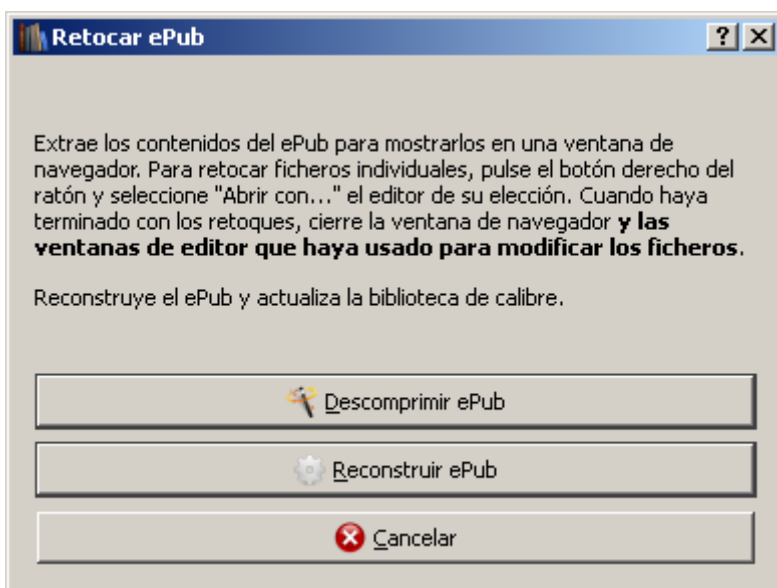 Retocar ePub
Extrae los contenidos del ePub para mostrarlos en una ventana de
navegador. Para retocar ficheros individuales, pulse el botón derecho del
ratón y seleccione "Abrir con..." el editor de su elección. Cuando haya
terminado con los retoques, cierre la ventana de navegador y las
ventanas de editor que haya usado para modificar los ficheros.
Reconstruye el ePub y actualiza la biblioteca de calibre.
Descomprimir ePub
Reconstruir ePub
Cancelar